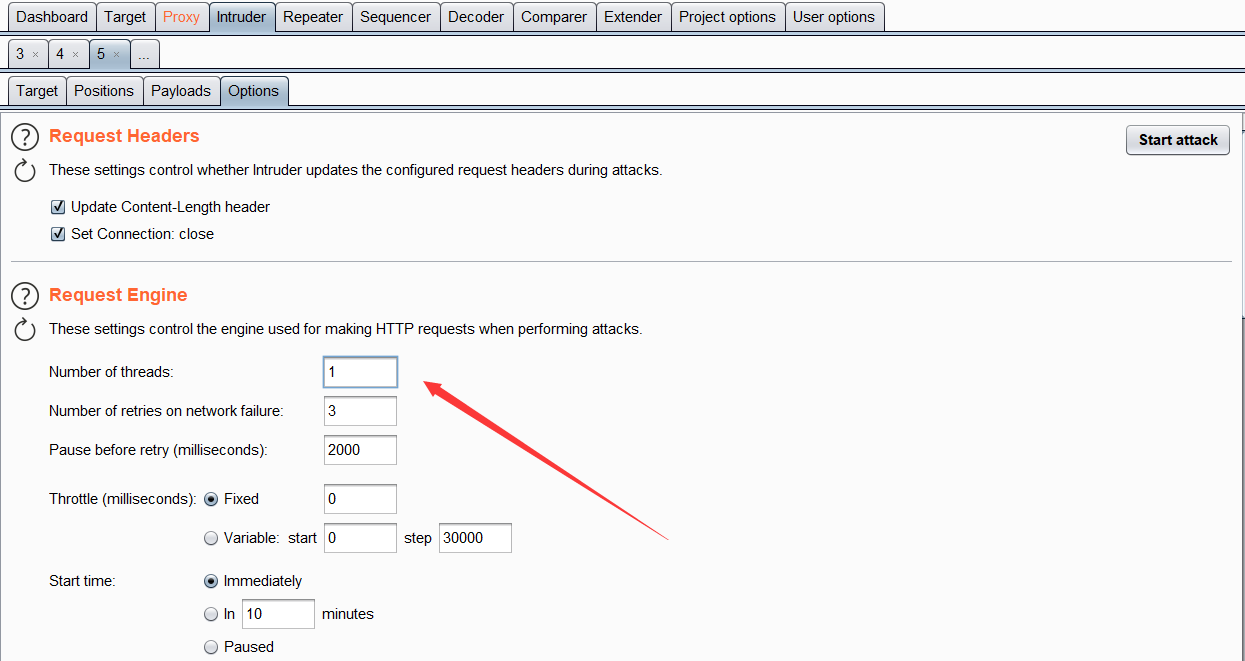 Dashboard Target Proxy Intruder Repeater Sequencer Decoder Comparer Extender Project options User options
3 × 4 × 5 × ...
Target Positions Payloads Options
? Request Headers
Start attack
These settings control whether Intruder updates the configured request headers during attacks.
Update Content-Length header
Set Connection: close
? Request Engine
These settings control the engine used for making HTTP requests when performing attacks.
Number of threads: 1
Number of retries on network failure: 3
Pause before retry (milliseconds): 2000
Throttle (milliseconds): Fixed 0
Variable: start 0 step 30000
Start time: Immediately
In 10 minutes
Paused